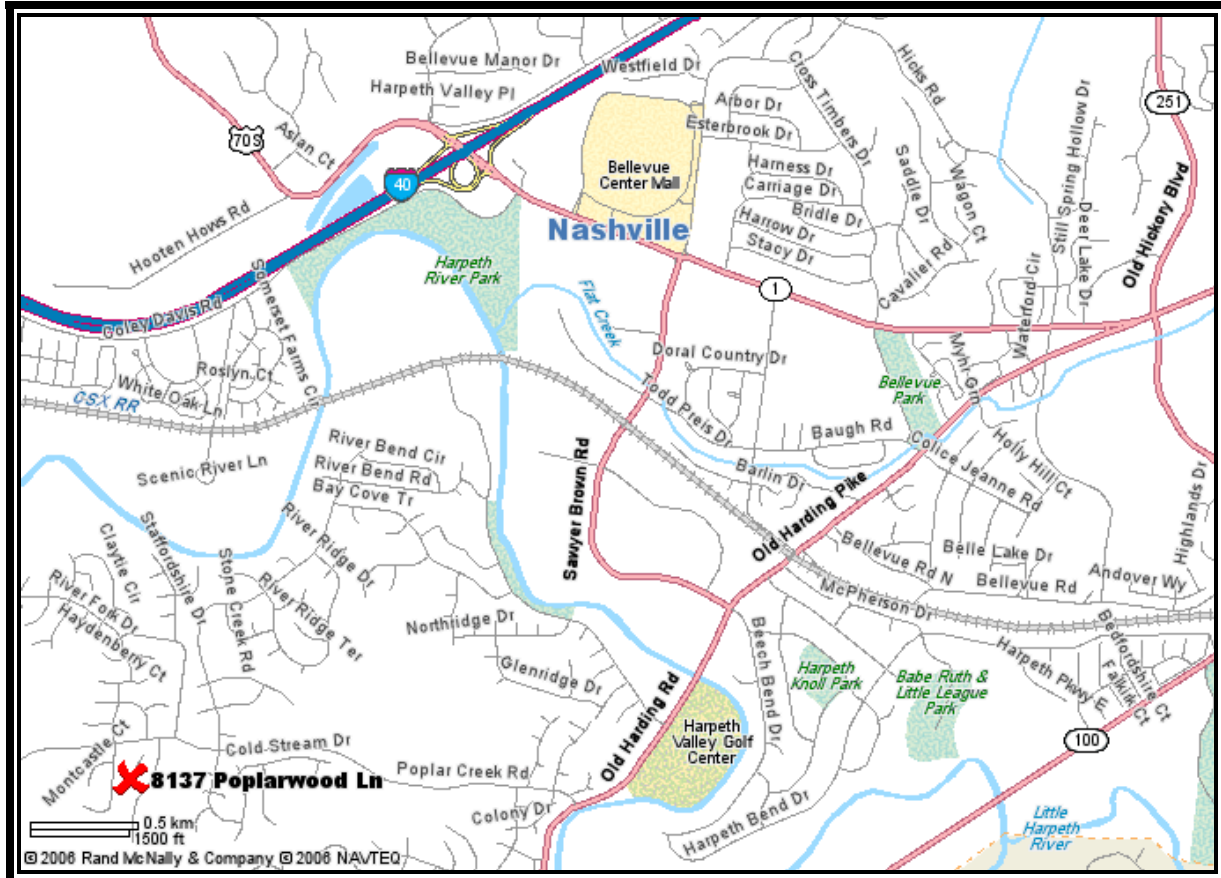 Bellevue Manor Dr
Westfield Dr
Harpeth Valley Pl
Cross Timbers Dr
Hicks Rd
Still Spring Hollow Dr
251
70S
Aslan Ct
Arbor Dr
Esterbrook Dr
40
Bellevue
Center Mall
Harness Dr
Carriage Dr
Saddle Dr
Wagon Ct
Deer Lake Dr
Old Hickory Blvd
Hooten Hows Rd
Nashville
Bridle Dr
Harrow Dr
Stacy Dr
Cavalier Rd
Waterford Cir
Harpeth
River Park
Somerset Farms Cir
Coley Davis Rd
Flat Creek
1
Doral Country Dr
Myhr Grn
Roslyn Ct
White Oak Ln
CSX RR
Todd Preis Dr
Bellevue
Park
Baugh Rd
River Bend Cir
River Bend Rd
Bay Cove Tr
Scenic River Ln
Sawyer Brown Rd
Barlin Dr
Old Harding Pike
Colice Jeanne Rd
Holly Hill Ct
Highlands Dr
Claytie Cir
Staffordshire Dr
Stone Creek Rd
River Ridge Dr
River Ridge Ter
Bellevue Rd N
Belle Lake Dr
Bellevue Rd
Andover Wy
McPherson Dr
River Fork Dr
Haydenberry Ct
Northridge Dr
Glenridge Dr
Beech Bend Dr
Harpeth
Knoll Park
Babe Ruth &
Little League
Park
Harpeth Pkwy E
Bedfordshire Ct
Falkirk Ct
100
Montcastle Ct
Cold Stream Dr
Old Harding Rd
Harpeth
Valley Golf
Center
8137 Poplarwood Ln
Poplar Creek Rd
Colony Dr
Harpeth Bend Dr
Little
Harpeth
River
0.5 km
1500 ft
© 2006 Rand McNally & Company © 2006 NAVTEQ